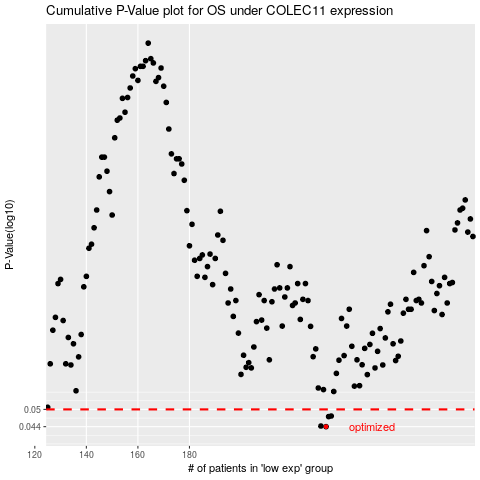 Cumulative P-Value plot for OS under COLEC11 expression
P-Value(log10)
0.05
0.044
optimized
120 140 160 180
# of patients in 'low exp' group